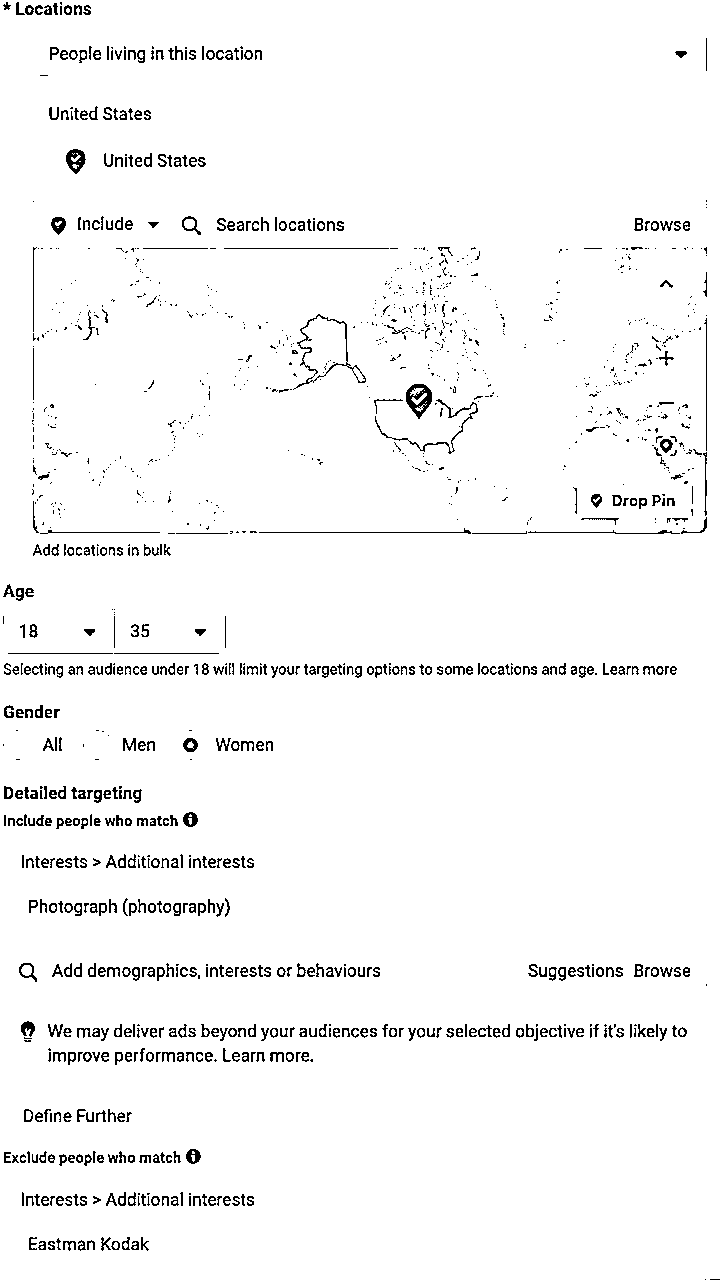 * Locations
People living in this location
United States
United States
Include Search locations Browse
Drop Pin
Add locations in bulk
Age
18 35
Selecting an audience under 18 will limit your targeting options to some locations and age. Learn more
Gender
All Men Women
Detailed targeting
Include people who match
Interests > Additional interests
Photograph (photography)
Add demographics, interests or behaviours Suggestions Browse
We may deliver ads beyond your audiences for your selected objective if it's likely to
improve performance. Learn more.
Define Further
Exclude people who match
Interests > Additional interests
Eastman Kodak